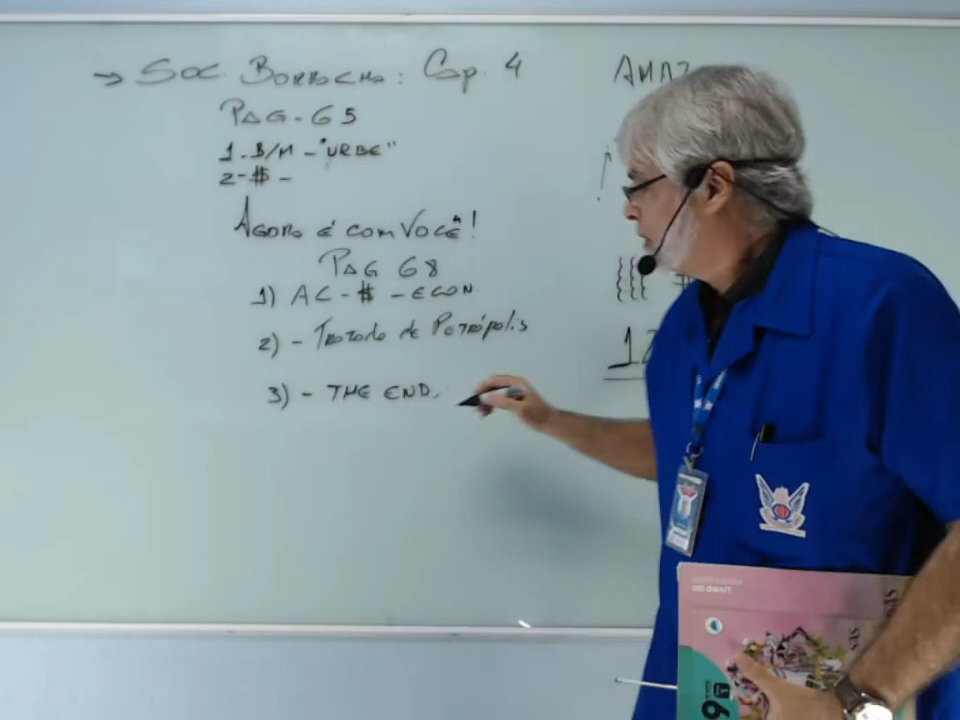 → Soc. Borracha: Cap. 4
PAG - 65
1 - B/M - "URBE"
2 - $ -
Agora é com Você"!
PAG 68
1) AC - $ - ECON.
2) - Tratado de Petrópolis
3) - THE END.
AMAZ